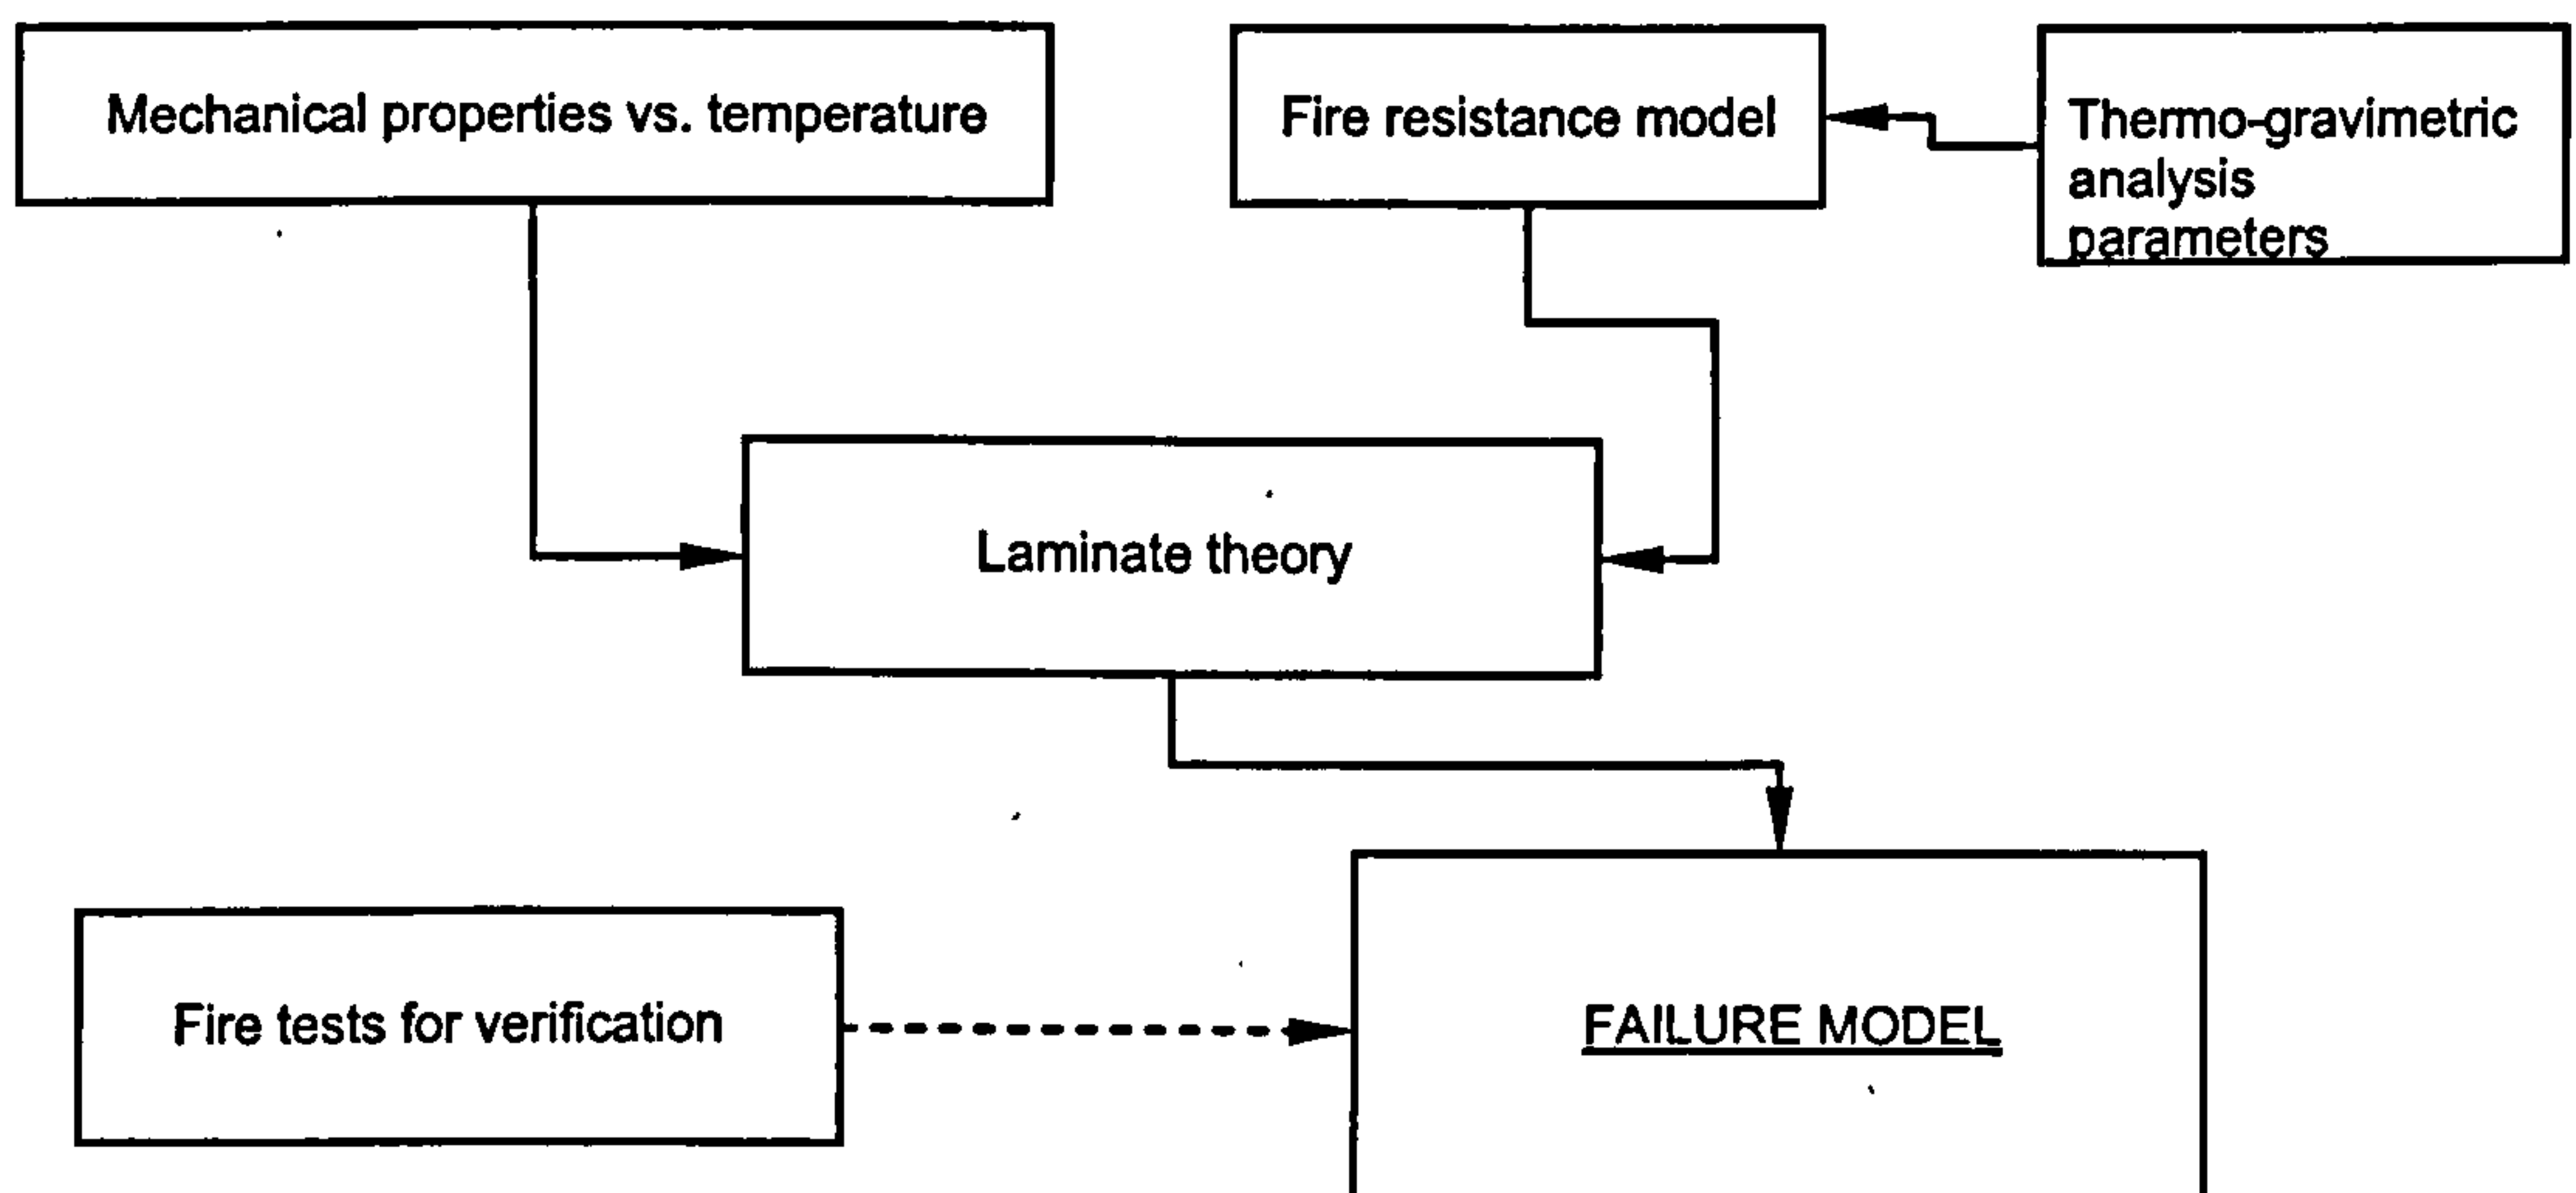 Mechanical properties vs. temperature
Fire resistance model
Thermo-gravimetric
analysis
parameters
Laminate theory
Fire tests for verification
FAILURE MODEL